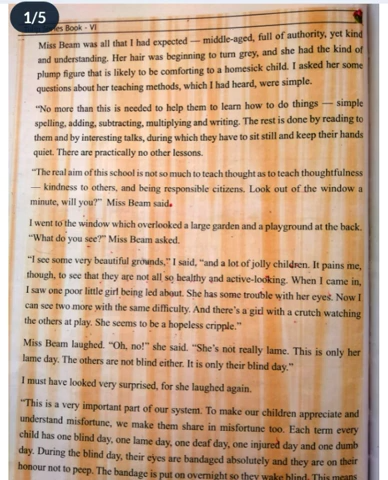 1/5
es Book - VI
Miss Beam was all that I had expected — middle-aged, full of authority, yet kind
and understanding. Her hair was beginning to turn grey, and she had the kind of
plump figure that is likely to be comforting to a homesick child. I asked her some
questions about her teaching methods, which I had heard, were simple.
“No more than this is needed to help them to learn how to do things — simple
spelling, adding, subtracting, multiplying and writing. The rest is done by reading to
them and by interesting talks, during which they have to sit still and keep their hands
quiet. There are practically no other lessons.
“The real aim of this school is not so much to teach thought as to teach thoughtfulness
— kindness to others, and being responsible citizens. Look out of the window a
minute, will you?” Miss Beam said.
I went to the window which overlooked a large garden and a playground at the back.
“What do you see?” Miss Beam asked.
“I see some very beautiful grounds,” I said, “and a lot of jolly children. It pains me,
though, to see that they are not all so healthy and active-looking. When I came in,
I saw one poor little girl being led about. She has some trouble with her eyes. Now I
can see two more with the same difficulty. And there’s a girl with a crutch watching
the others at play. She seems to be a hopeless cripple.”
Miss Beam laughed. “Oh, no!” she said. “She’s not really lame. This is only her
lame day. The others are not blind either. It is only their blind day.”
I must have looked very surprised, for she laughed again.
“This is a very important part of our system. To make our children appreciate and
understand misfortune, we make them share in misfortune too. Each term every
child has one blind day, one lame day, one deaf day, one injured day and one dumb
day. During the blind day, their eyes are bandaged absolutely and they are on their
honour not to peep. The bandage is put on overnight so they wake blind. This means